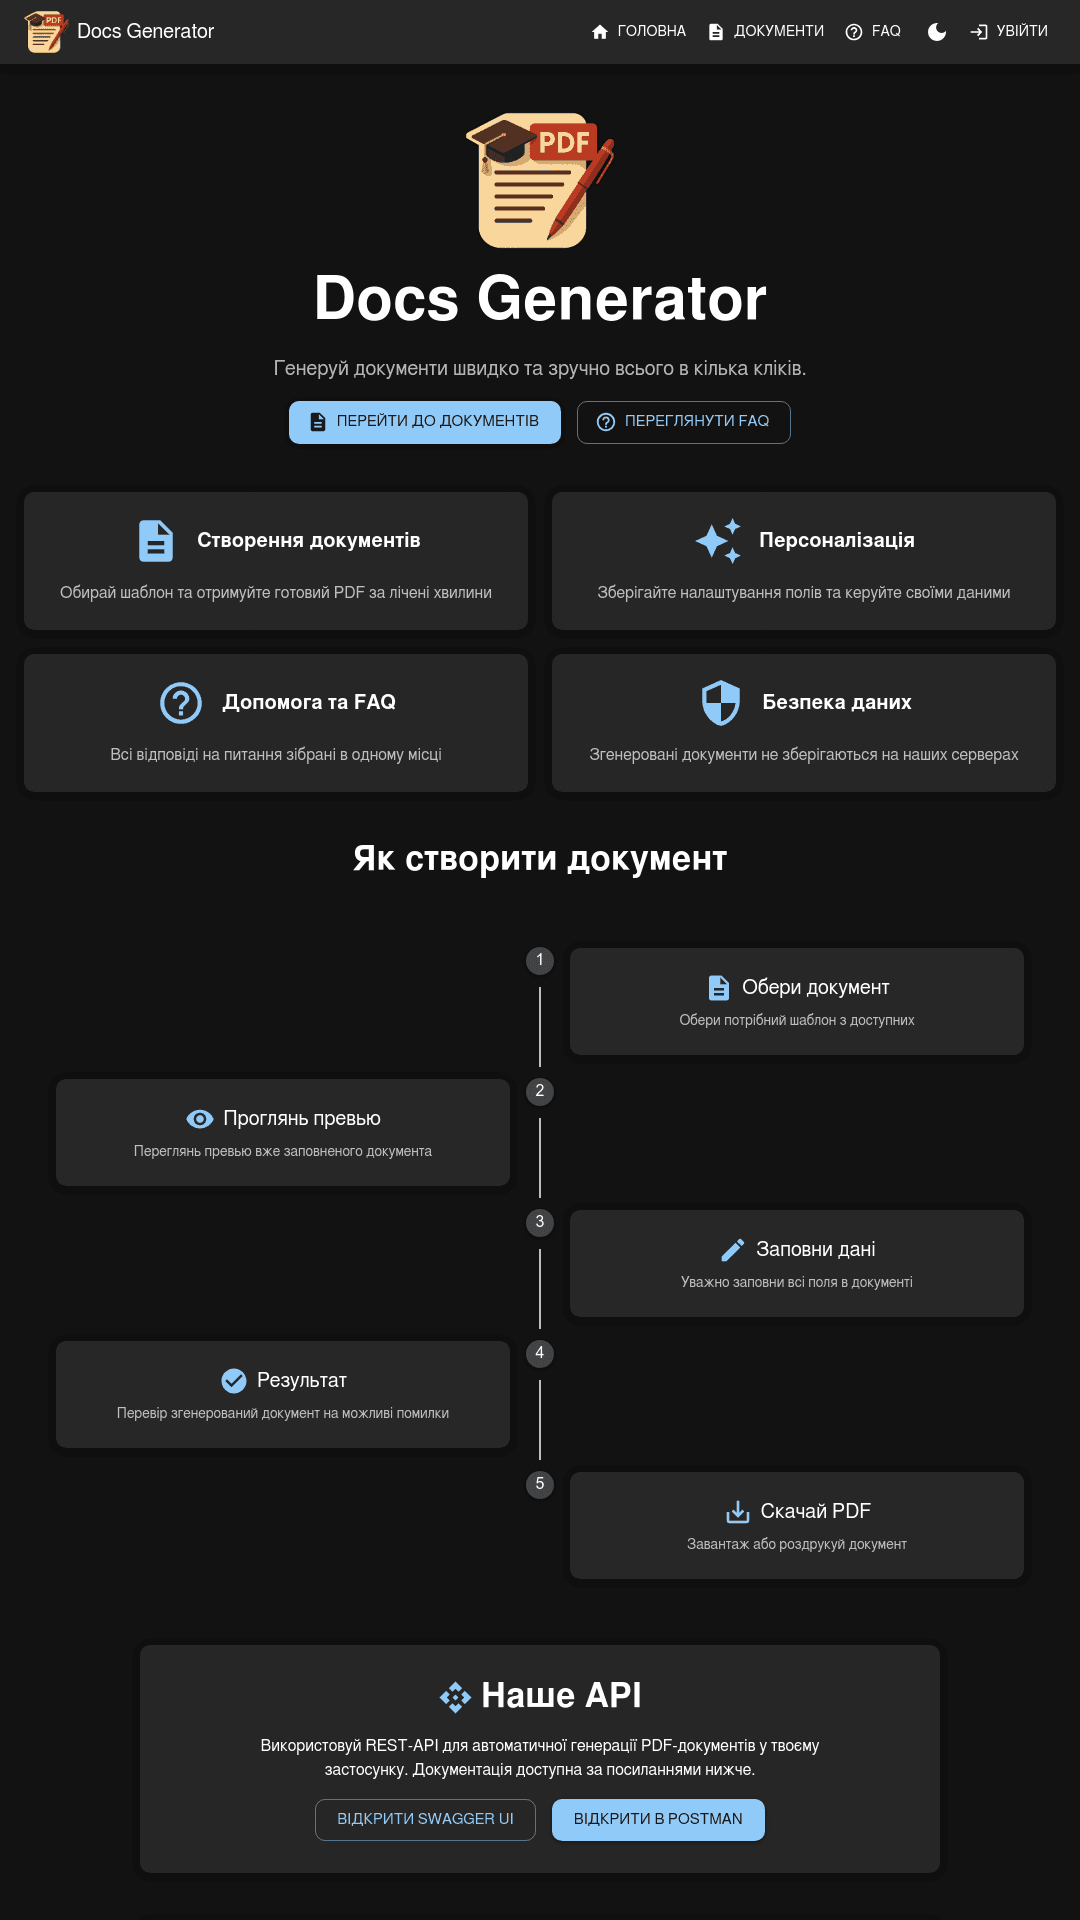 Docs Generator
ГОЛОВНА
ДОКУМЕНТИ
FAQ
УВІЙТИ
PDF
Docs Generator
Генеруй документи швидко та зручно всього в кілька кліків.
ПЕРЕЙТИ ДО ДОКУМЕНТІВ
ПЕРЕГЛЯНУТИ FAQ
Створення документів
Обирай шаблон та отримуйте готовий PDF за лічені хвилини
Персоналізація
Зберігайте налаштування полів та керуйте своїми даними
Допомога та FAQ
Всі відповіді на питання зібрані в одному місці
Безпека даних
Згенеровані документи не зберігаються на наших серверах
Як створити документ
1
Обери документ
Обери потрібний шаблон з доступних
2
Проглянь превью
Переглянь превью вже заповненого документа
3
Заповни дані
Уважно заповни всі поля в документі
4
Результат
Перевір згенерований документ на можливі помилки
5
Скачай PDF
Завантаж або роздрукуй документ
Наше API
Використовуй REST-API для автоматичної генерації PDF-документів у твоєму
застосунку. Документація доступна за посиланнями нижче.
ВІДКРИТИ SWAGGER UI
ВІДКРИТИ В POSTMAN